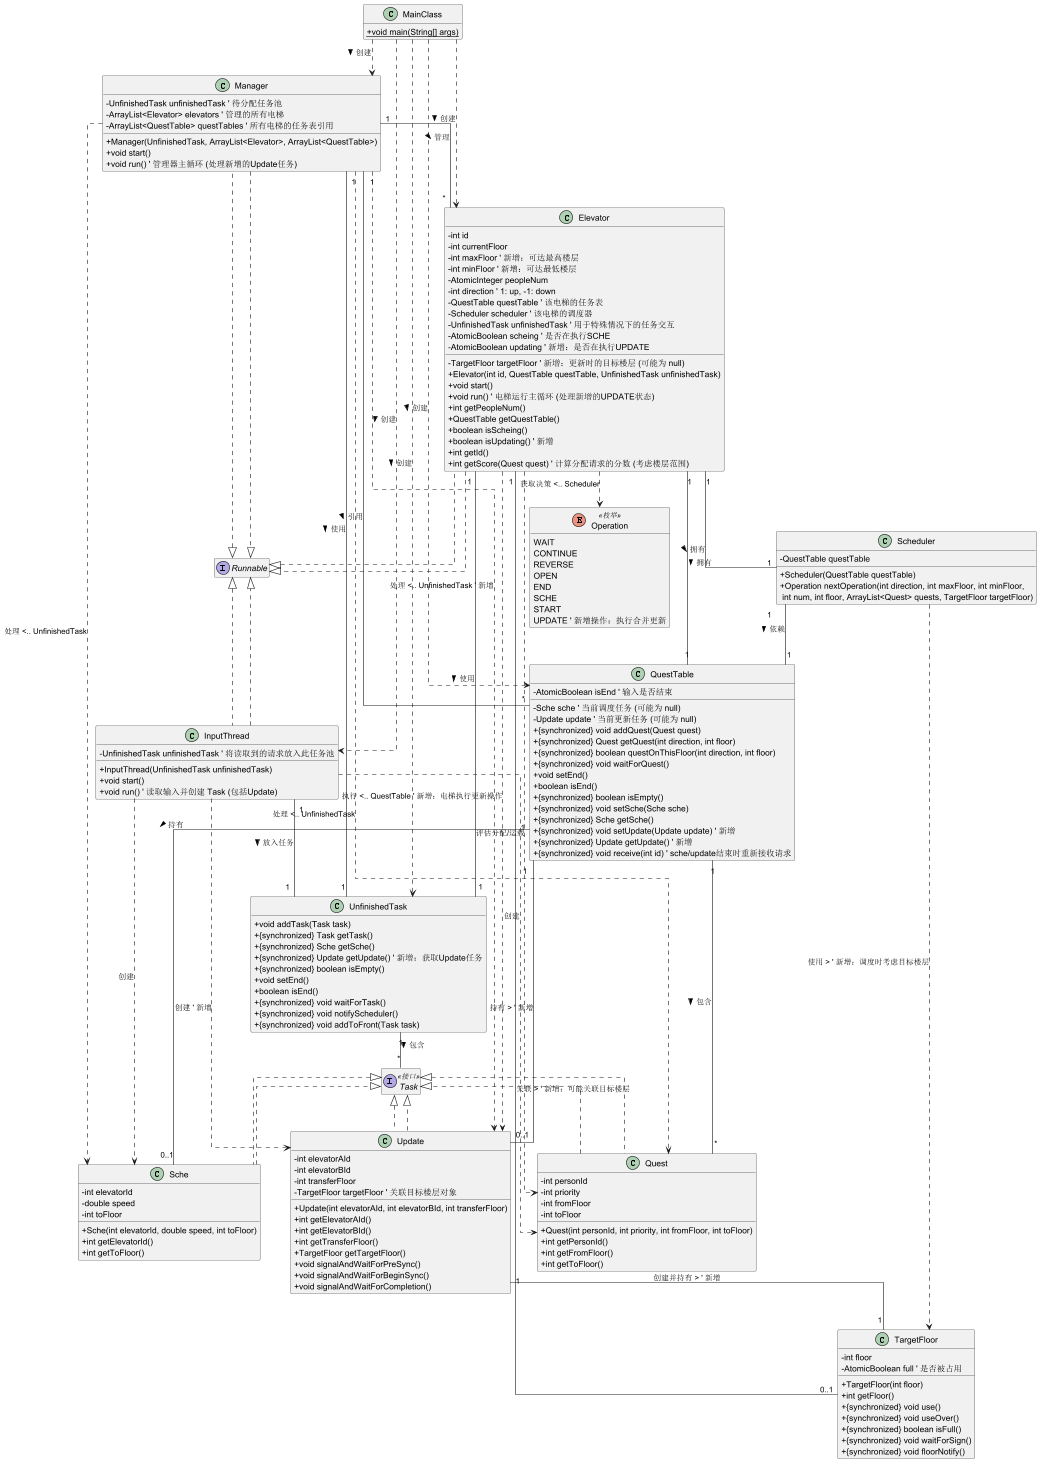 MainClass
+void main(String[] args)
创建
Manager
-UnfinishedTask unfinishedTask ' 待分配任务池
-ArrayList<Elevator> elevators ' 管理的所有电梯
-ArrayList<QuestTable> questTables ' 所有电梯的任务表引用
+Manager(UnfinishedTask, ArrayList<Elevator>, ArrayList<QuestTable>)
+void start()
+void run() ' 管理器主循环 (处理新增的Update任务)
1
创建
管理
*
1
1
Elevator
-int id
-int currentFloor
-int maxFloor ' 新增：可达最高楼层
-int minFloor ' 新增：可达最低楼层
-AtomicInteger peopleNum
-int direction ' 1: up, -1: down
-QuestTable questTable ' 该电梯的任务表
-Scheduler scheduler ' 该电梯的调度器
-UnfinishedTask unfinishedTask ' 用于特殊情况下的任务交互
-AtomicBoolean scheing ' 是否在执行SCHE
-AtomicBoolean updating ' 新增：是否在执行UPDATE
-TargetFloor targetFloor ' 新增：更新时的目标楼层 (可能为 null)
+Elevator(int id, QuestTable questTable, UnfinishedTask unfinishedTask)
+void start()
+void run() ' 电梯运行主循环 (处理新增的UPDATE状态)
+int getPeopleNum()
+QuestTable getQuestTable()
+boolean isScheing()
+boolean isUpdating() ' 新增
+int getId()
+int getScore(Quest quest) ' 计算分配请求的分数 (考虑楼层范围)
创建
创建
创建
1
1
获取决策 <.. Scheduler
1
1
引用
使用
«枚举»
Operation
WAIT
CONTINUE
REVERSE
OPEN
END
SCHE
START
UPDATE ' 新增操作：执行合并更新
拥有
拥有
1
Scheduler
-QuestTable questTable
+Scheduler(QuestTable questTable)
+Operation nextOperation(int direction, int maxFloor, int minFloor,
int num, int floor, ArrayList<Quest> quests, TargetFloor targetFloor)
Runnable
处理 <.. UnfinishedTask ' 新增
1
处理 <.. UnfinishedTask
依赖
1
1
使用
*
QuestTable
-AtomicBoolean isEnd ' 输入是否结束
-Sche sche ' 当前调度任务 (可能为 null)
-Update update ' 当前更新任务 (可能为 null)
+{synchronized} void addQuest(Quest quest)
+{synchronized} Quest getQuest(int direction, int floor)
+{synchronized} boolean questOnThisFloor(int direction, int floor)
+{synchronized} void waitForQuest()
+void setEnd()
+boolean isEnd()
+{synchronized} boolean isEmpty()
+{synchronized} void setSche(Sche sche)
+{synchronized} Sche getSche()
+{synchronized} void setUpdate(Update update) ' 新增
+{synchronized} Update getUpdate() ' 新增
+{synchronized} void receive(int id) ' sche/update结束时重新接收请求
InputThread
-UnfinishedTask unfinishedTask ' 将读取到的请求放入此任务池
+InputThread(UnfinishedTask unfinishedTask)
+void start()
+void run() ' 读取输入并创建 Task (包括Update)
执行 <.. QuestTable ' 新增：电梯执行更新操作
1
处理 <.. UnfinishedTask
持有
放入任务
1
1
1
1
1
UnfinishedTask
+void addTask(Task task)
+{synchronized} Task getTask()
+{synchronized} Sche getSche()
+{synchronized} Update getUpdate() ' 新增：获取Update任务
+{synchronized} boolean isEmpty()
+void setEnd()
+boolean isEnd()
+{synchronized} void waitForTask()
+{synchronized} void notifyScheduler()
+{synchronized} void addToFront(Task task)
创建
使用 > ' 新增：调度时考虑目标楼层
创建
创建 ' 新增
持有 > ' 新增
包含
包含
*
«接口»
Task
关联 > ' 新增：可能关联目标楼层
0..1
*
0..1
Sche
-int elevatorId
-double speed
-int toFloor
+Sche(int elevatorId, double speed, int toFloor)
+int getElevatorId()
+int getToFloor()
Update
-int elevatorAId
-int elevatorBId
-int transferFloor
-TargetFloor targetFloor ' 关联目标楼层对象
+Update(int elevatorAId, int elevatorBId, int transferFloor)
+int getElevatorAId()
+int getElevatorBId()
+int getTransferFloor()
+TargetFloor getTargetFloor()
+void signalAndWaitForPreSync()
+void signalAndWaitForBeginSync()
+void signalAndWaitForCompletion()
Quest
-int personId
-int priority
-int fromFloor
-int toFloor
+Quest(int personId, int priority, int fromFloor, int toFloor)
+int getPersonId()
+int getFromFloor()
+int getToFloor()
1
创建并持有 > ' 新增
1
TargetFloor
-int floor
-AtomicBoolean full ' 是否被占用
+TargetFloor(int floor)
+int getFloor()
+{synchronized} void use()
+{synchronized} void useOver()
+{synchronized} boolean isFull()
+{synchronized} void waitForSign()
+{synchronized} void floorNotify()
0..1